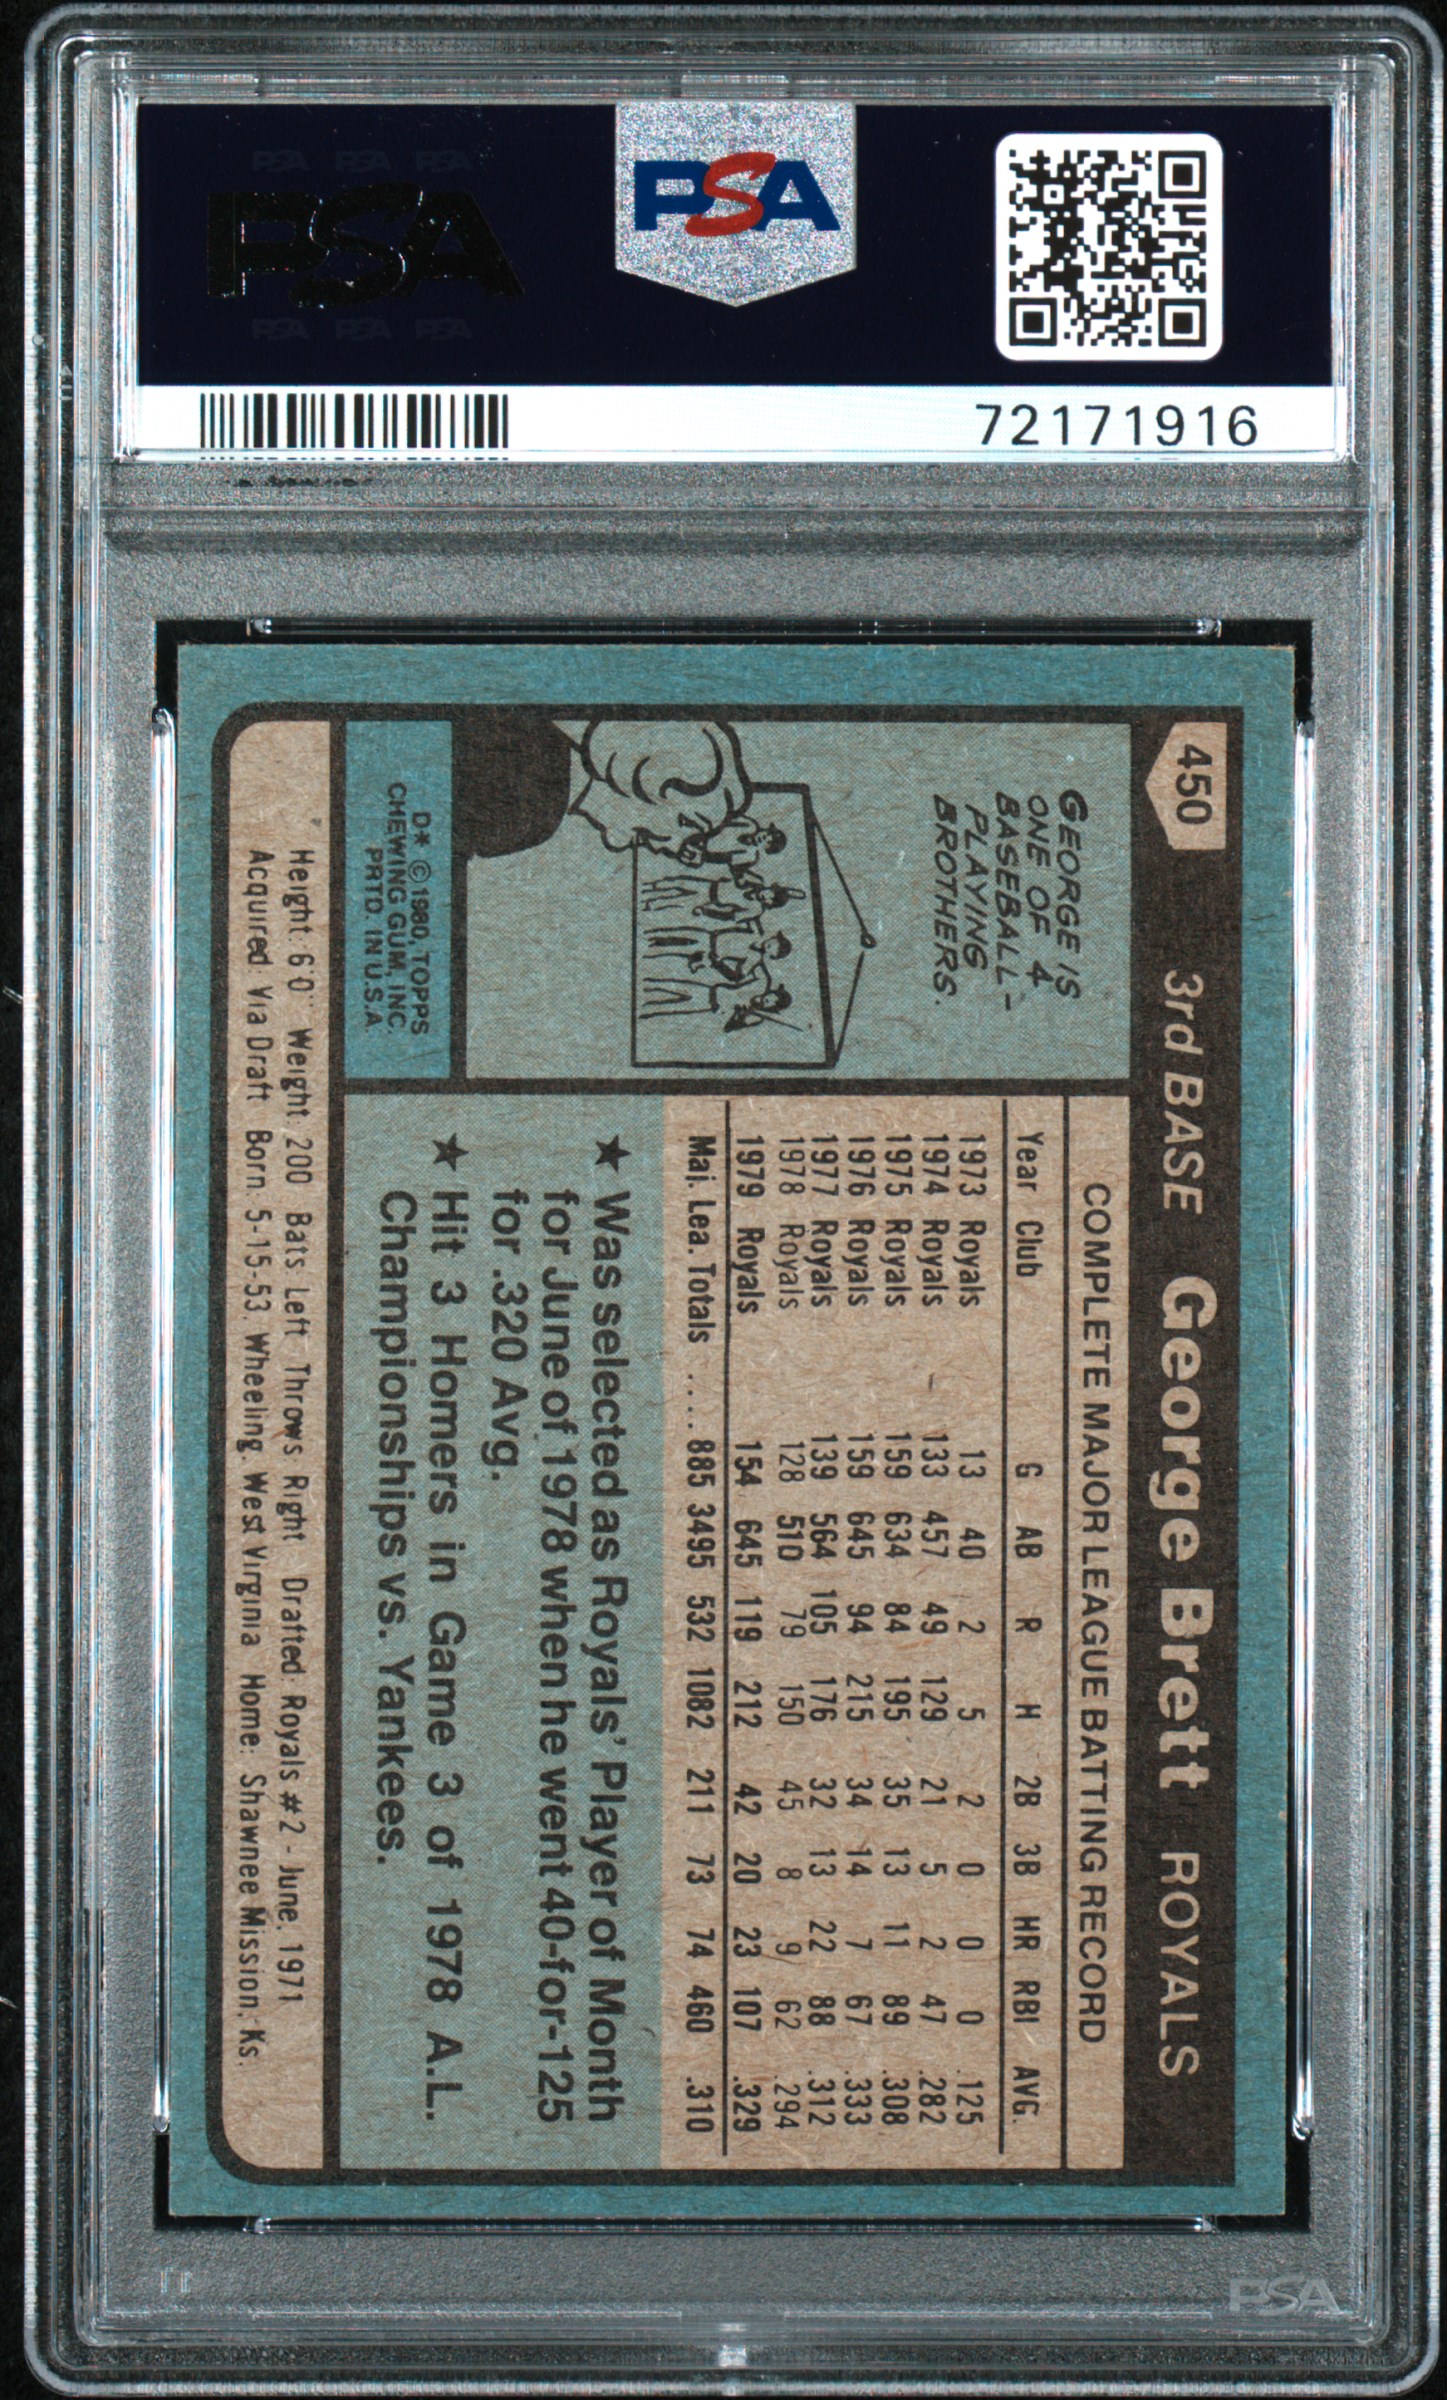 PSA PSA PSA
PSA
PSA PSA PSA
PSA
72171916
450 3rd BASE George Brett ROYALS
GEORGE IS
ONE OF 4
BASEBALL-
PLAYING
BROTHERS.
D* © 1980, TOPPS
CHEWING GUM, INC.
PRTD. IN U.S.A.
COMPLETE MAJOR LEAGUE BATTING RECORD
Year Club G AB R H 2B 3B HR RBI AVG.
1973 Royals 13 40 2 5 2 0 0 0 .125
1974 Royals 133 457 49 129 21 5 2 47 .282
1975 Royals 159 634 84 195 35 13 11 89 .308
1976 Royals 159 645 94 215 34 14 7 67 .333
1977 Royals 139 564 105 176 32 13 22 88 .312
1978 Royals 128 510 79 150 45 8 9 62 .294
1979 Royals 154 645 119 212 42 20 23 107 .329
Maj. Lea. Totals ..... 885 3495 532 1082 211 73 74 460 .310
★ Was selected as Royals' Player of Month
for June of 1978 when he went 40-for-125
for .320 Avg.
★ Hit 3 Homers in Game 3 of 1978 A.L.
Championships vs. Yankees.
Height: 6'0" Weight: 200 Bats: Left Throws: Right Drafted: Royals #2 - June, 1971
Acquired: Via Draft Born: 5-15-53, Wheeling, West Virginia Home: Shawnee Mission, Ks.
PSA